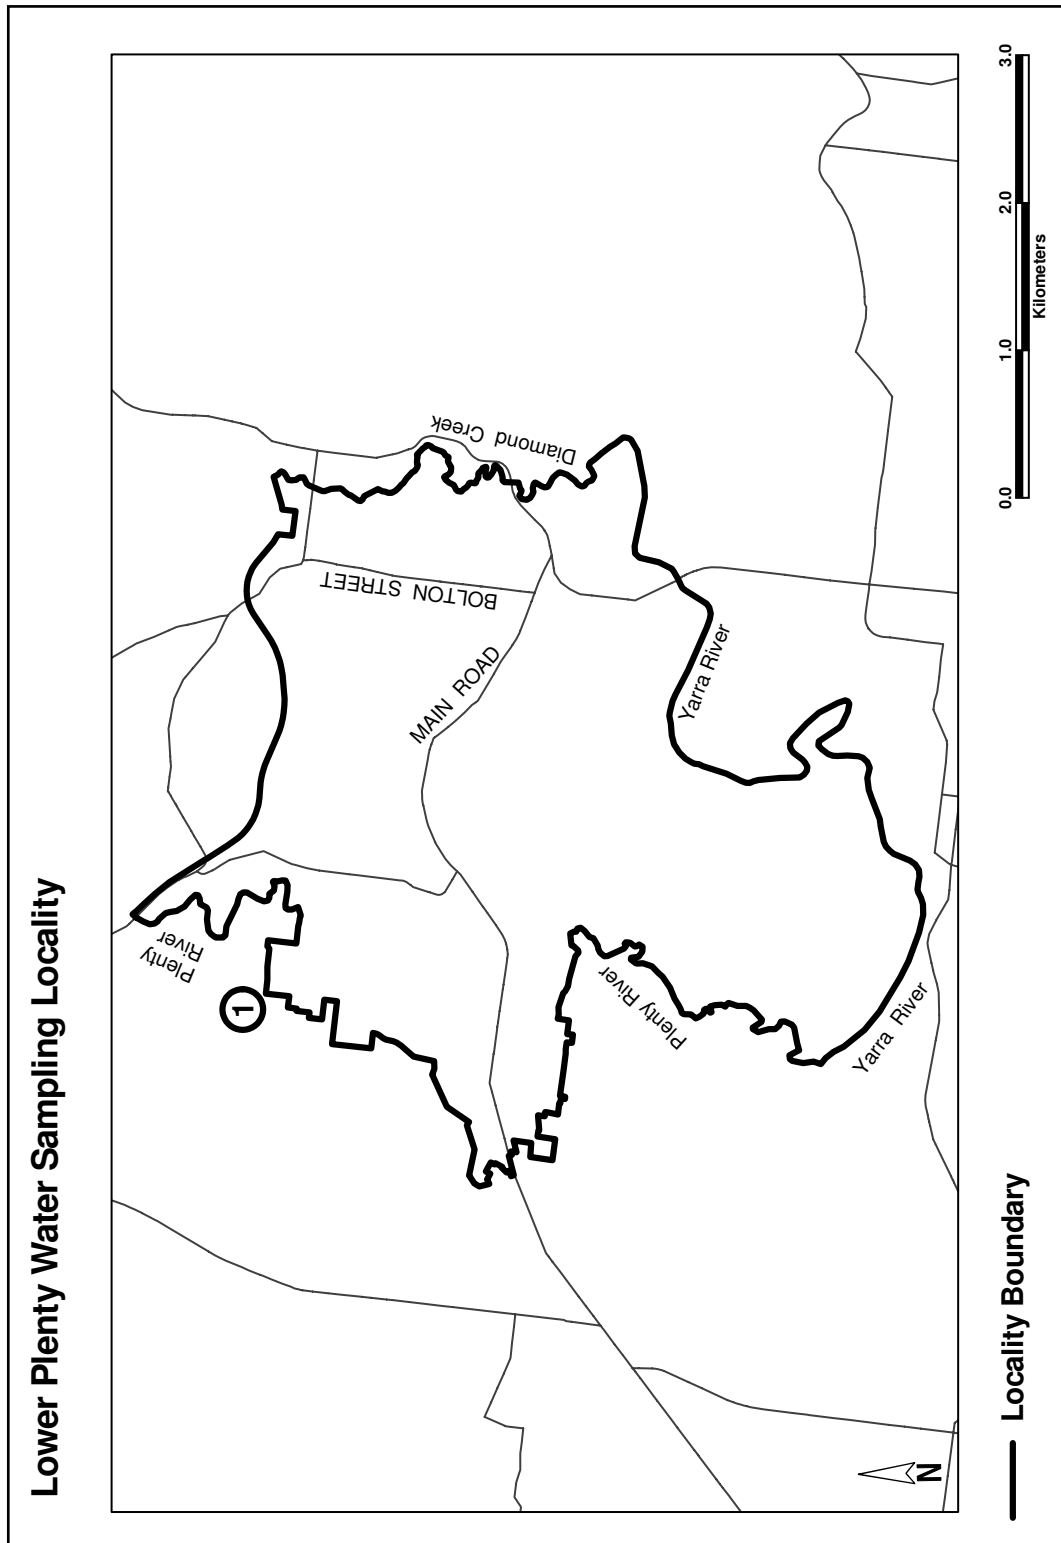 Lower Plenty Water Sampling Locality
Plenty
River
1
MAIN ROAD
BOLTON STREET
Diamond Creek
Plenty River
Yarra River
Yarra River
N
Locality Boundary
0.0 1.0 2.0 3.0
Kilometers